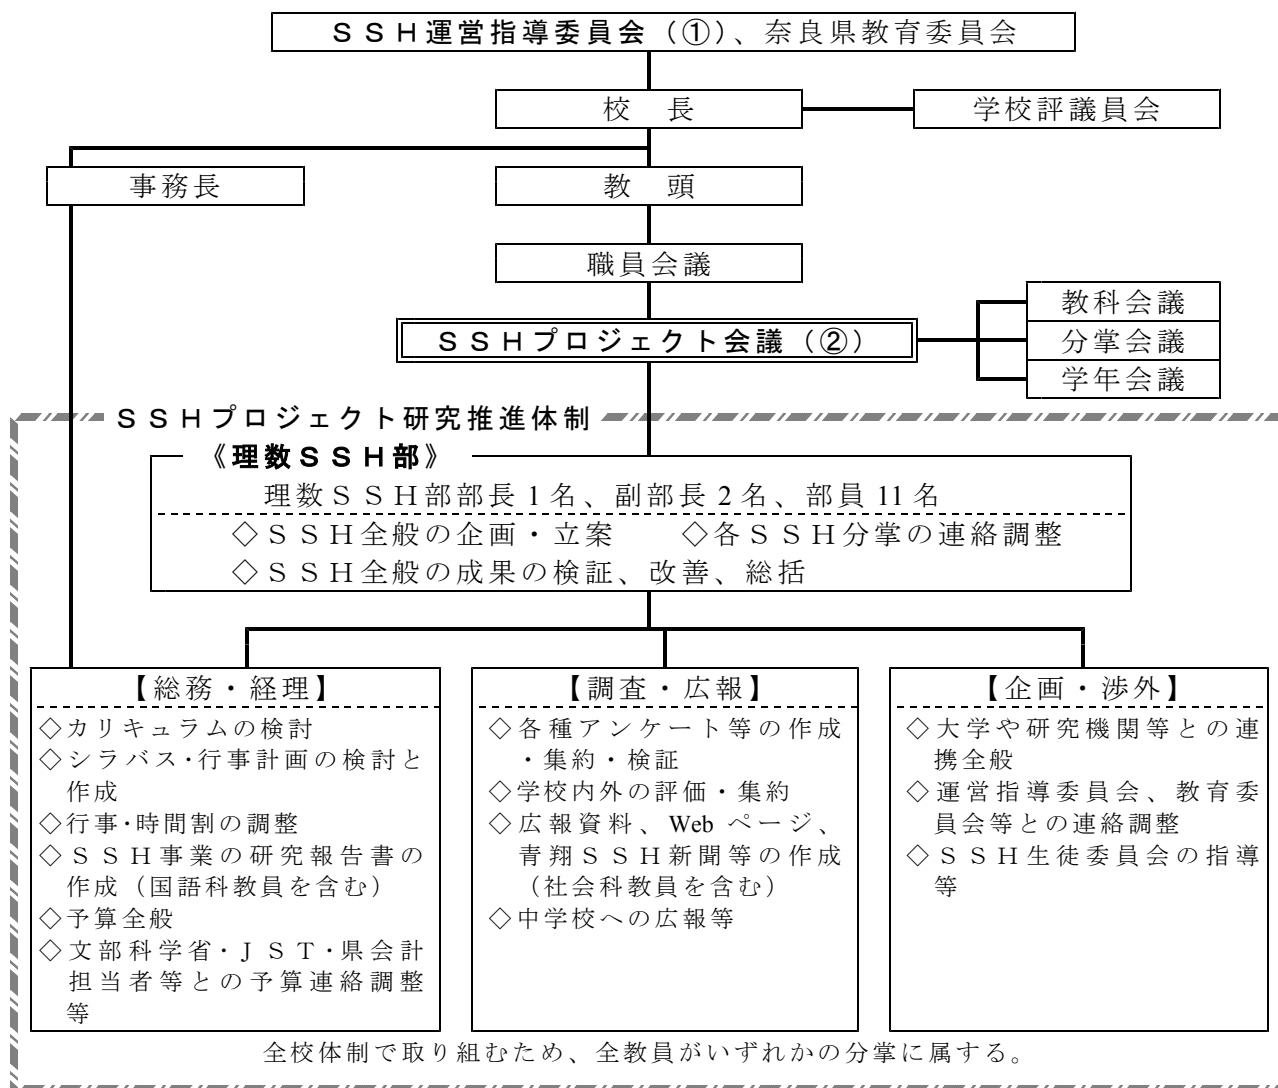 ＳＳＨ運営指導委員会（①）、奈良県教育委員会
校　長
学校評議員会
事務長
教　頭
職員会議
教科会議
ＳＳＨプロジェクト会議（②）
分掌会議
学年会議
ＳＳＨプロジェクト研究推進体制
《理数ＳＳＨ部》
理数ＳＳＨ部部長1名、副部長2名、部員11名
◇ＳＳＨ全般の企画・立案　◇各ＳＳＨ分掌の連絡調整
◇ＳＳＨ全般の成果の検証、改善、総括
【総務・経理】
◇カリキュラムの検討
◇シラバス・行事計画の検討と
作成
◇行事・時間割の調整
◇ＳＳＨ事業の研究報告書の
作成（国語科教員を含む）
◇予算全般
◇文部科学省・ＪＳＴ・県会計
担当者等との予算連絡調整
等
【調査・広報】
◇各種アンケート等の作成
・集約・検証
◇学校内外の評価・集約
◇広報資料、Webページ、
青翔ＳＳＨ新聞等の作成
（社会科教員を含む）
◇中学校への広報等
【企画・渉外】
◇大学や研究機関等との連
携全般
◇運営指導委員会、教育委
員会等との連絡調整
◇ＳＳＨ生徒委員会の指導
等
全校体制で取り組むため、全教員がいずれかの分掌に属する。